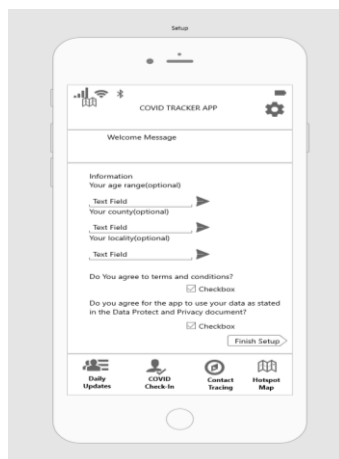 Setup
COVID TRACKER APP
Welcome Message
Information
Your age range(optional)
Text Field
Your county(optional)
Text Field
Your locality(optional)
Text Field
Do You agree to terms and conditions?
Checkbox
Do you agree for the app to use your data as stated
in the Data Protect and Privacy document?
Checkbox
Finish Setup
Daily
Updates
COVID
Check-In
Contact
Tracing
Hotspot
Map